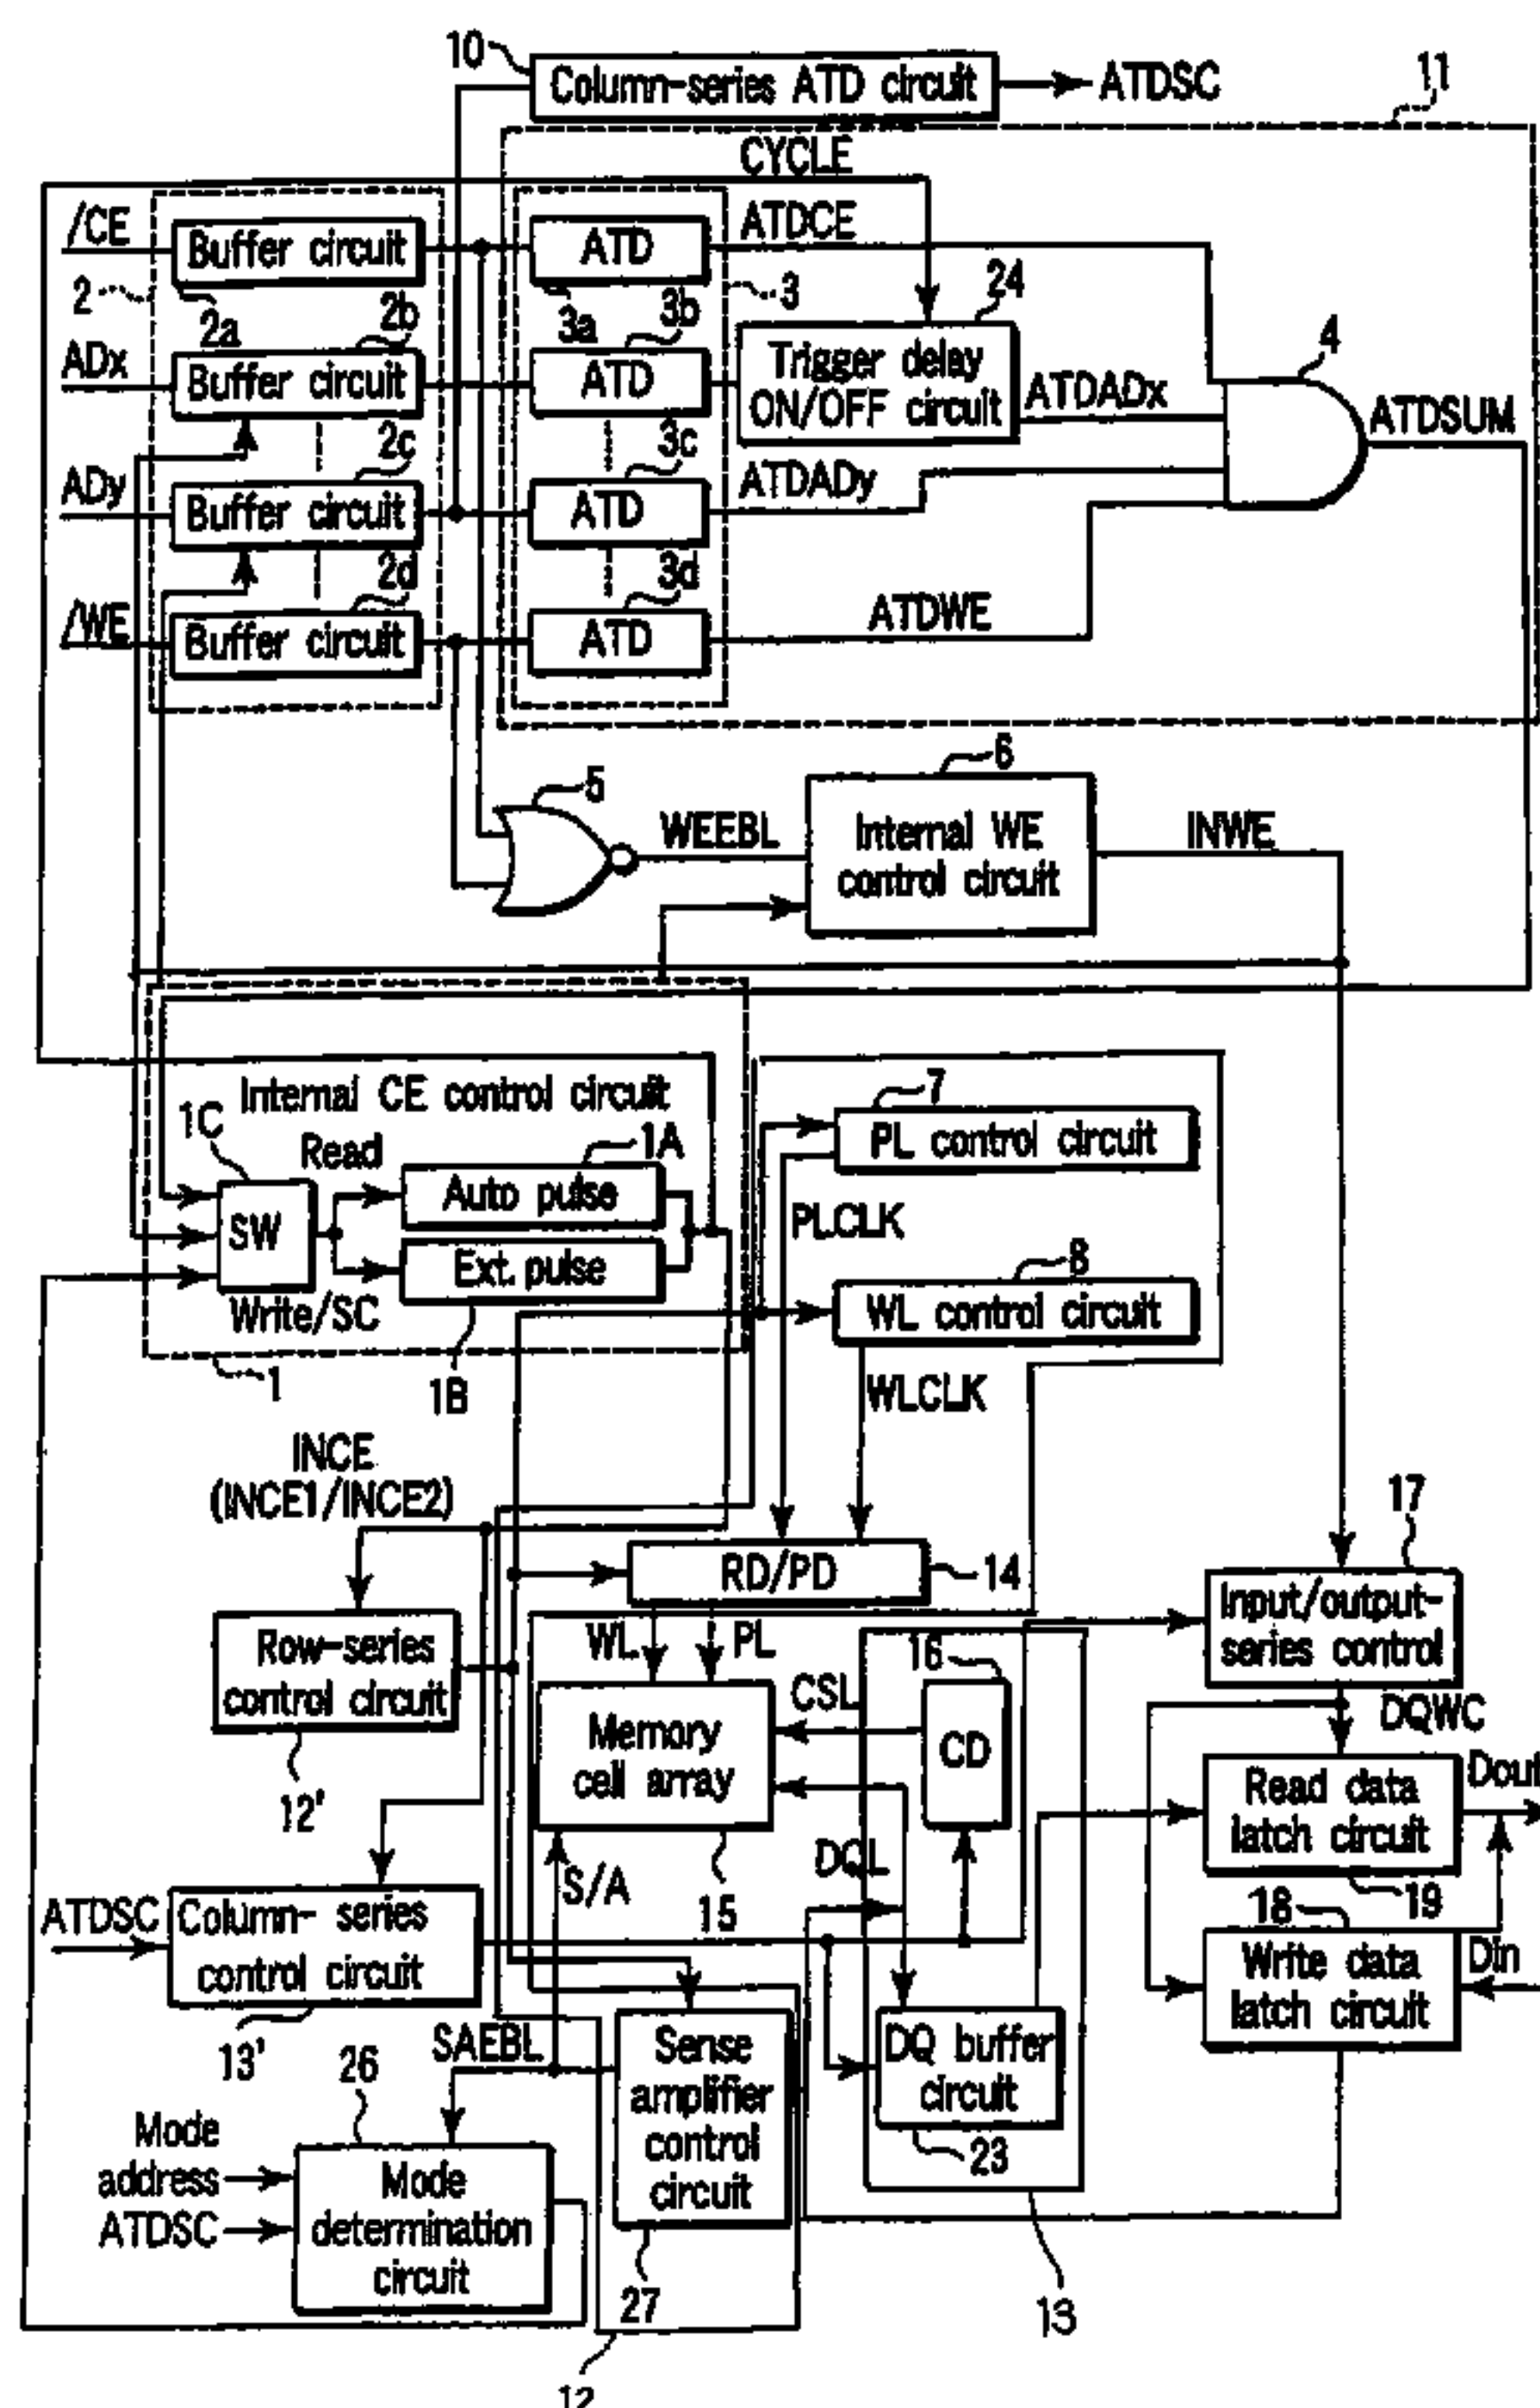 10
Column-series ATD circuit
ATDSC
11
CYCLE
/CE
Buffer circuit
ATD
ATDCE
2
2a
2b
3a
3b
3
24
ADx
Buffer circuit
ATD
Trigger delay
ON/OFF circuit
ATDADx
4
ATDSUM
2c
3c
ADy
Buffer circuit
ATD
ATDADy
2d
3d
/WE
Buffer circuit
ATD
ATDWE
5
6
WEEBL
Internal WE
control circuit
INWE
Internal CE control circuit
1C
Read
1A
7
PL control circuit
Auto pulse
SW
PLCLK
Ext. pulse
8
Write/SC
WL control circuit
1
1B
WLCLK
INCE
(INCE1/INCE2)
17
RD/PD
14
Input/output-
series control
Row-series
control circuit
WL
PL
16
CSL
DQWC
12'
Memory
cell array
CD
Read data
latch circuit
Dout
DQL
S/A
15
19
18
ATDSC
Column- series
control circuit
Write data
latch circuit
Din
13'
26
SAEBL
Sense
amplifier
control
circuit
DQ buffer
circuit
23
Mode
address
ATDSC
Mode
determination
circuit
27
13
12